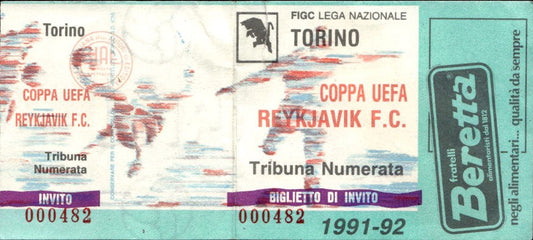 Torino
COPPA UEFA
REYKJAVIK F.C.
Tribuna
Numerata
INVITO
000482
FIGC LEGA NAZIONALE
TORINO
COPPA UEFA
REYKJAVIK F.C.
Tribuna Numerata
BIGLIETTO DI INVITO
000482
1991-92
fratelli
Beretta
alimentaristi dal 1812
negli alimentari... qualità da sempre